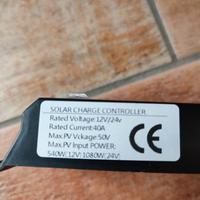 SOLAR CHARGE CONTROLLER
Rated Voltage:12V/24v
Rated Current:40A
Max.PV Vckage:50V
Max.PV Input POWER:
540W(12V)1080W(24V)
CE